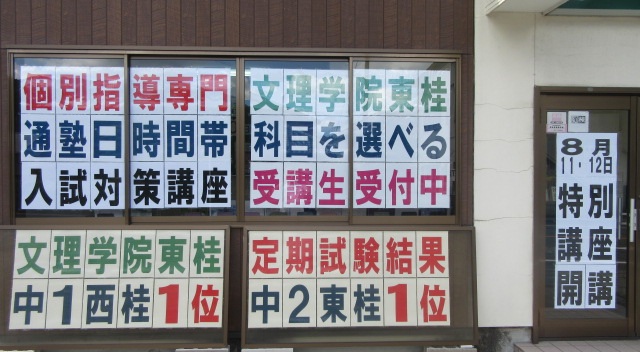 個別指導専門
通塾日時間帯
入試対策講座
文理学院東桂
科目を選べる
受講生受付中
文理学院東桂
中1西桂1位
定期試験結果
中2東桂1位
8月
11・12日
特別
講座
開講